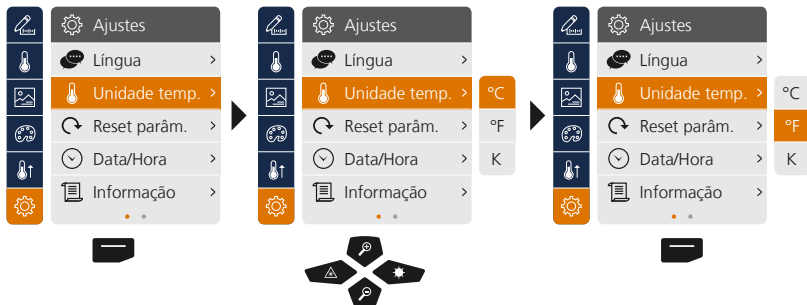 Ajustes
Língua
Unidade temp.
Reset parâm.
Data/Hora
Informação
Ajustes
Língua
Unidade temp.
Reset parâm.
Data/Hora
Informação
°C
°F
K
Ajustes
Língua
Unidade temp.
Reset parâm.
Data/Hora
Informação
°C
°F
K